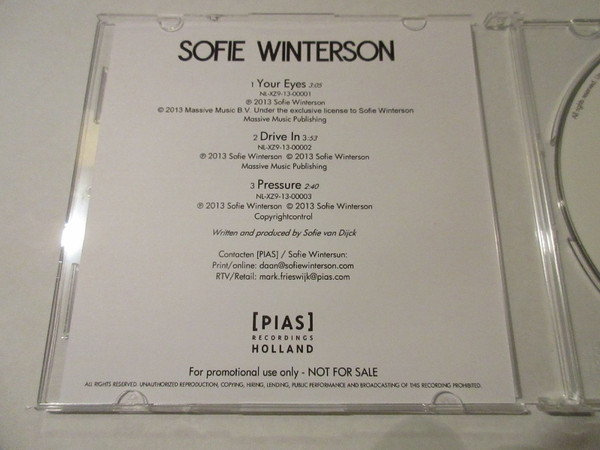 SOFIE WINTERSON
1 Your Eyes 3:05
NL-XZ9-13-00001
℗ 2013 Sofie Winterson
© 2013 Massive Music B.V. Under the exclusive license to Sofie Winterson
Massive Music Publishing
2 Drive In 3:53
NL-XZ9-13-00002
℗ 2013 Sofie Winterson © 2013 Sofie Winterson
Massive Music Publishing
3 Pressure 2:40
NL-XZ9-13-00003
℗ 2013 Sofie Winterson © 2013 Sofie Winterson
Copyrightcontrol
Written and produced by Sofie van Dijck
Contacten [PIAS] / Sofie Wintersun:
Print/online: daan@sofiewinterson.com
RTV/Retail: mark.frieswijk@pias.com
[PIAS]
RECORDINGS
HOLLAND
For promotional use only - NOT FOR SALE
ALL RIGHTS RESERVED. UNAUTHORIZED REPRODUCTION, COPYING, HIRING, LENDING, PUBLIC PERFORMANCE AND BROADCASTING OF THIS RECORDING PROHIBITED.
All rights reserved.